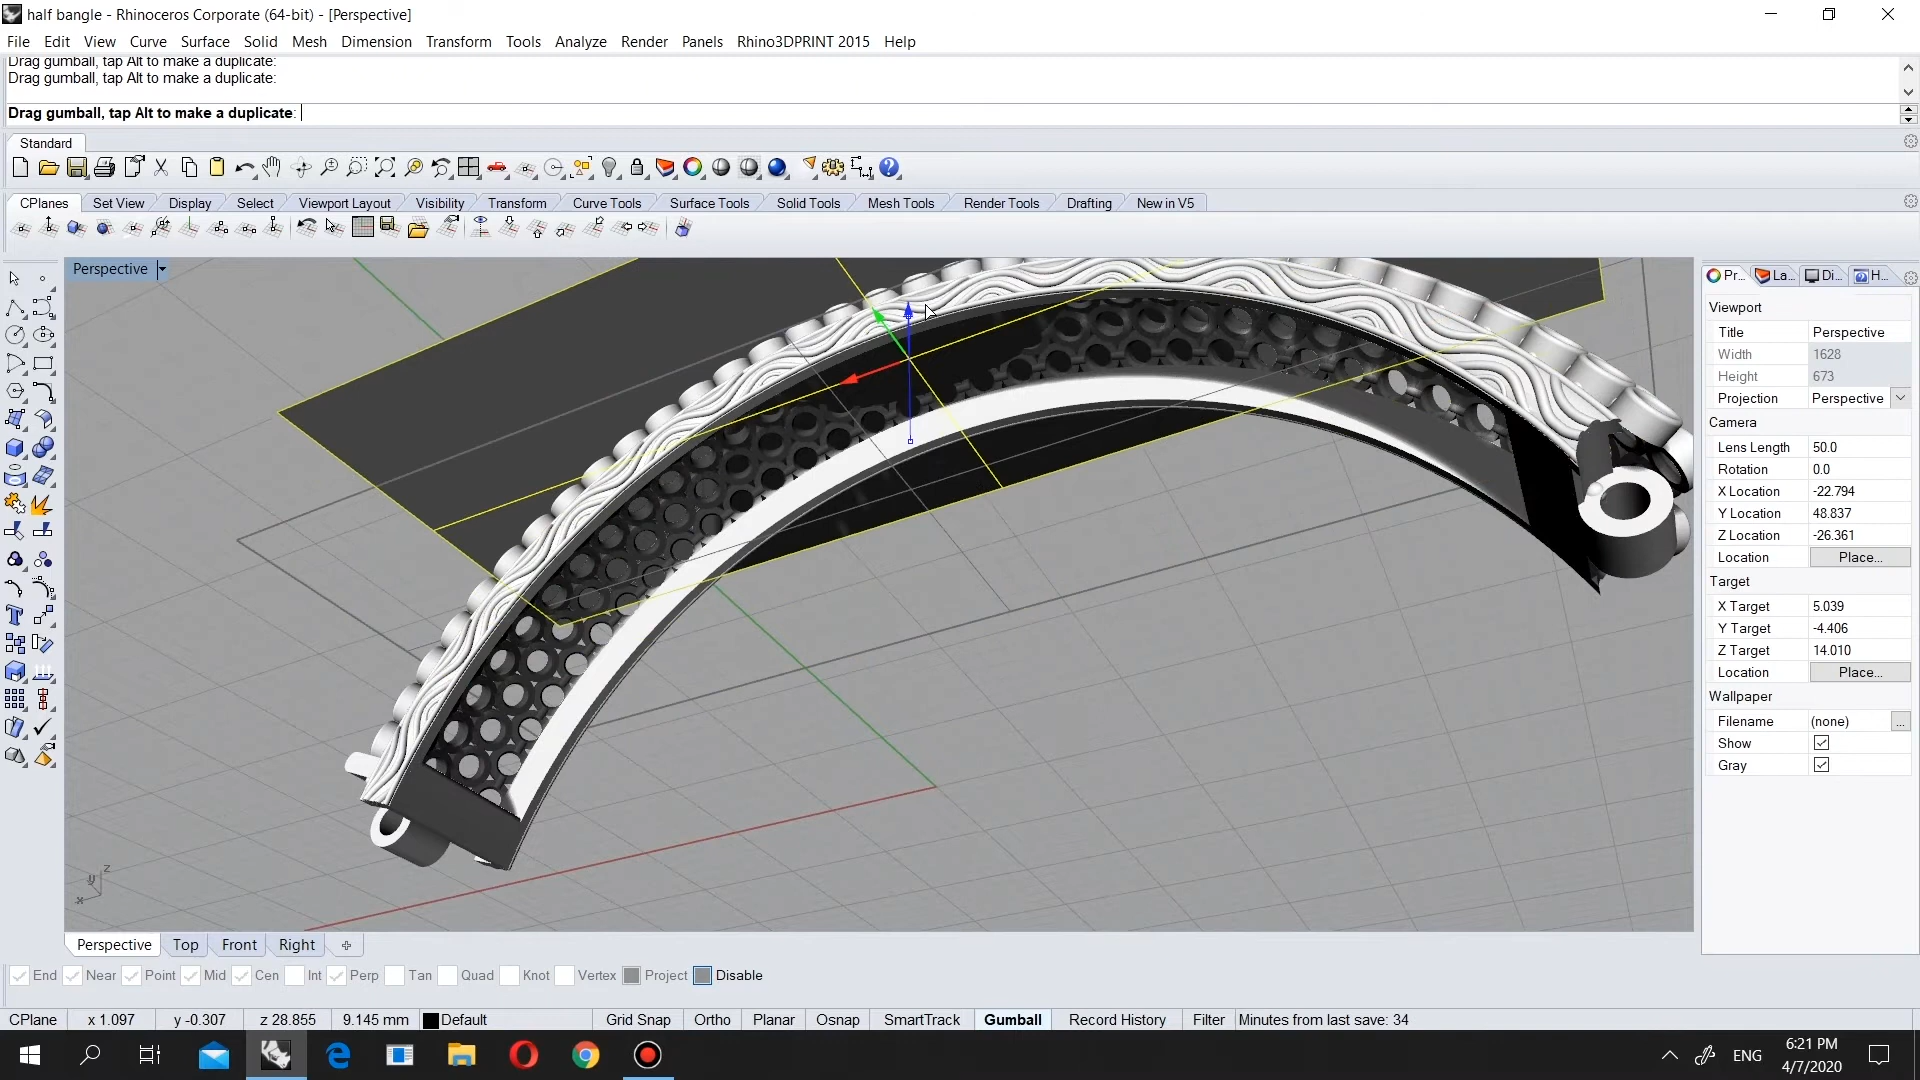 half bangle - Rhinoceros Corporate (64-bit) - [Perspective]
File Edit View Curve Surface Solid Mesh Dimension Transform Tools Analyze Render Panels Rhino3DPRINT 2015 Help
Drag gumball, tap Alt to make a duplicate:
Drag gumball, tap Alt to make a duplicate:
Drag gumball, tap Alt to make a duplicate:
Standard
CPlanes Set View Display Select Viewport Layout Visibility Transform Curve Tools Surface Tools Solid Tools Mesh Tools Render Tools Drafting New in V5
Perspective
Pr... La... Di... H...
Viewport
Title Perspective
Width 1628
Height 673
Projection Perspective
Camera
Lens Length 50.0
Rotation 0.0
X Location -22.794
Y Location 48.837
Z Location -26.361
Location Place...
Target
X Target 5.039
Y Target -4.406
Z Target 14.010
Location Place...
Wallpaper
Filename (none) ...
Show
Gray
z
y
x
Perspective Top Front Right
End Near Point Mid Cen Int Perp Tan Quad Knot Vertex Project Disable
CPlane x 1.097 y -0.307 z 28.855 9.145 mm Default Grid Snap Ortho Planar Osnap SmartTrack Gumball Record History Filter Minutes from last save: 34
ENG
6:21 PM
4/7/2020